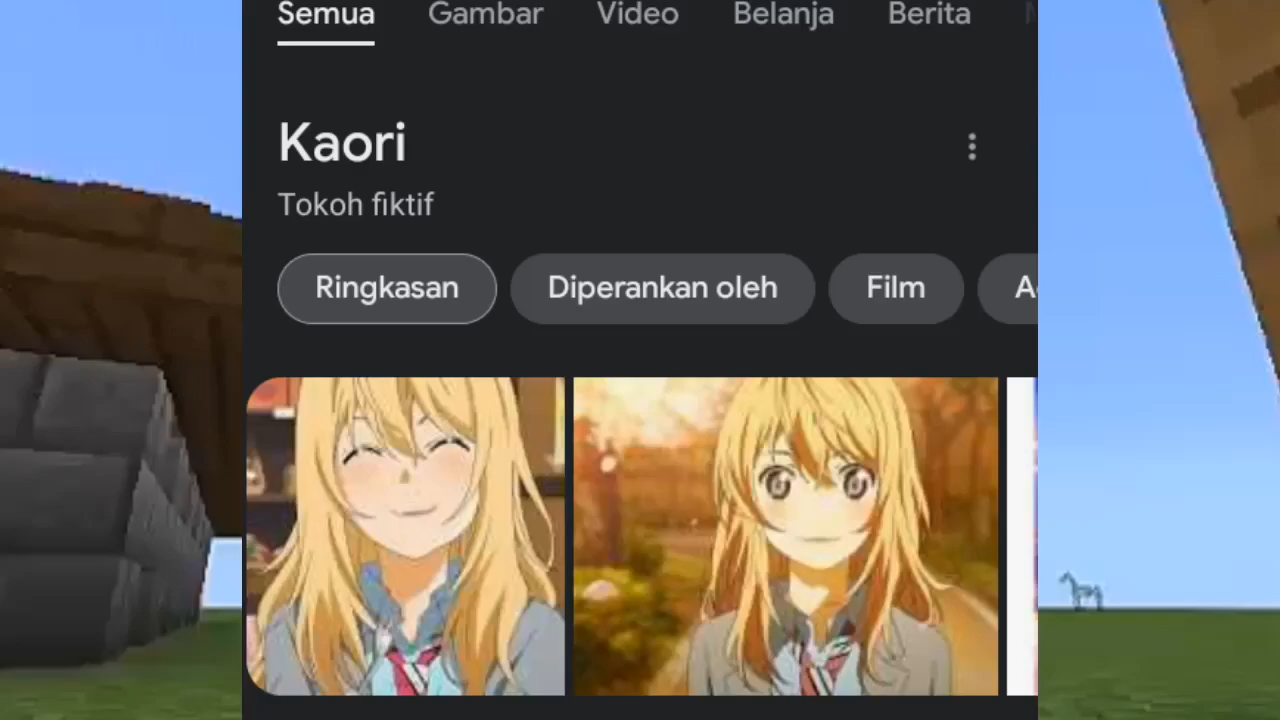 Semua Gambar Video Belanja Berita
Kaori
Tokoh fiktif
Ringkasan Diperankan oleh Film